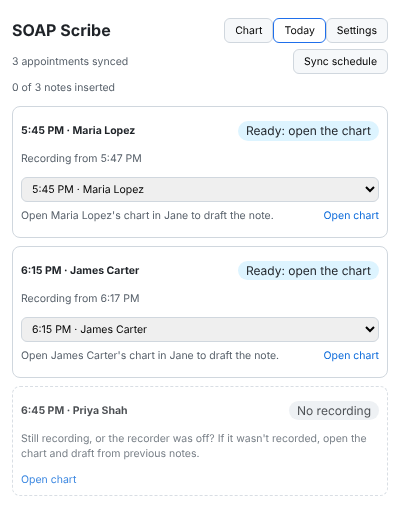 SOAP Scribe
Chart
Today
Settings
3 appointments synced
Sync schedule
0 of 3 notes inserted
5:45 PM · Maria Lopez
Ready: open the chart
Recording from 5:47 PM
5:45 PM · Maria Lopez
Open Maria Lopez's chart in Jane to draft the note.
Open chart
6:15 PM · James Carter
Ready: open the chart
Recording from 6:17 PM
6:15 PM · James Carter
Open James Carter's chart in Jane to draft the note.
Open chart
6:45 PM · Priya Shah
No recording
Still recording, or the recorder was off? If it wasn't recorded, open the
chart and draft from previous notes.
Open chart